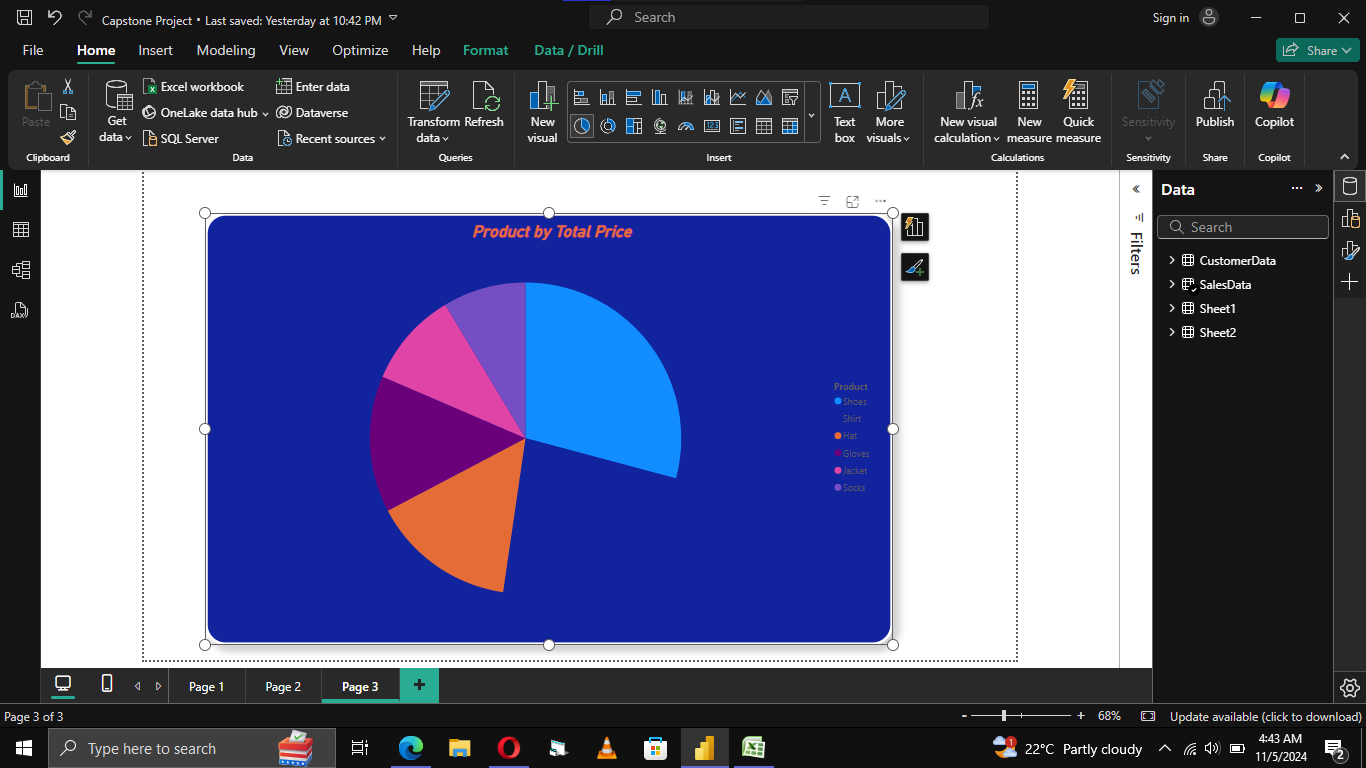 Capstone Project • Last saved: Yesterday at 10:42 PM
Search
Sign in
File
Home
Insert
Modeling
View
Optimize
Help
Format
Data / Drill
Share
Paste
Clipboard
Get data
Excel workbook
OneLake data hub
SQL Server
Enter data
Dataverse
Recent sources
Data
Transform data
Refresh
Queries
New visual
Text box
More visuals
Insert
123
New visual calculation
New measure
Quick measure
Calculations
Sensitivity
Sensitivity
Publish
Share
Copilot
Copilot
DAX
Product by Total Price
Product
Shoes
Shirt
Hat
Gloves
Jacket
Socks
Filters
Data
Search
CustomerData
SalesData
Sheet1
Sheet2
Page 1
Page 2
Page 3
Page 3 of 3
- + 68%
Update available (click to download)
Type here to search
1
22°C Partly cloudy
4:43 AM
11/5/2024
2